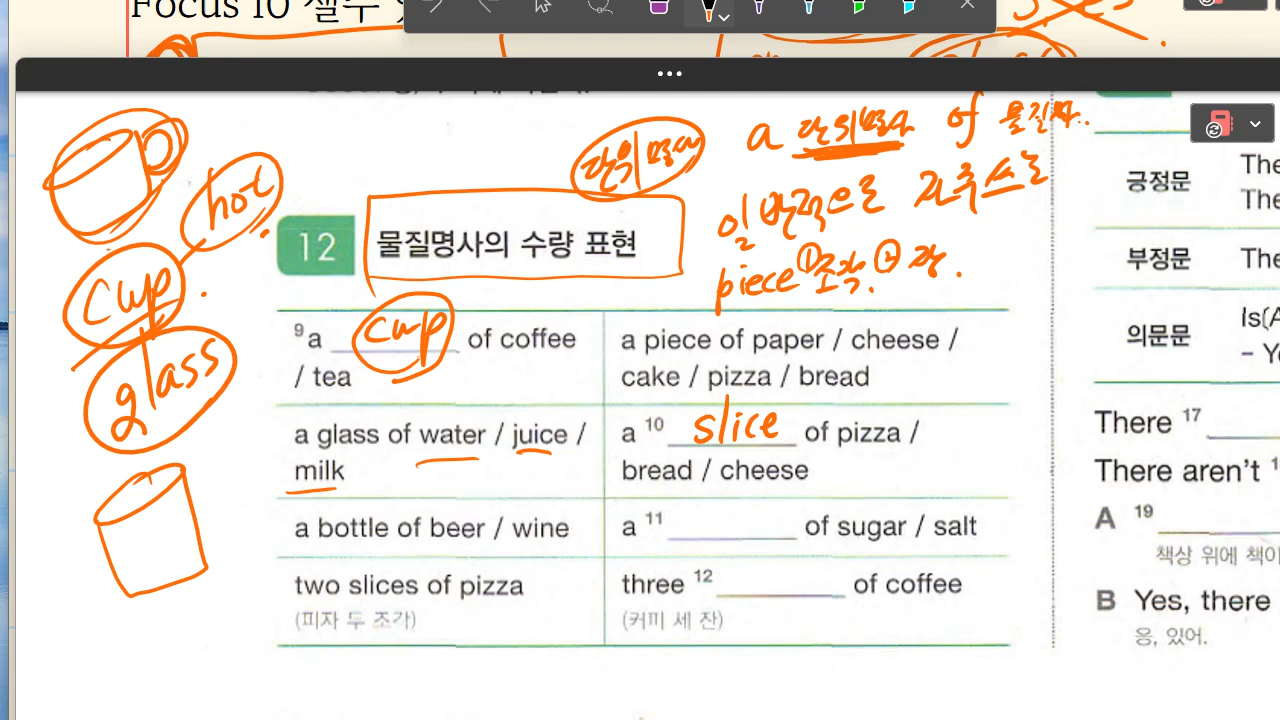 Focus 10 셀수
a 단위명사 of 물질명사..
단위명사
hot
일반적으로 자주쓰는
piece ①조각. ② 장.
12 물질명사의 수량 표현
cup
glass
9 a cup of coffee / tea
a piece of paper / cheese / cake / pizza / bread
a glass of water / juice / milk
a 10 slice of pizza / bread / cheese
a bottle of beer / wine
a 11 ________ of sugar / salt
two slices of pizza
(피자 두 조각)
three 12 ________ of coffee
(커피 세 잔)
긍정문 The
The
부정문 The
의문문 Is(A
– Ye
There 17
There aren't 1
A 19
책상 위에 책이
B Yes, there
응, 있어.